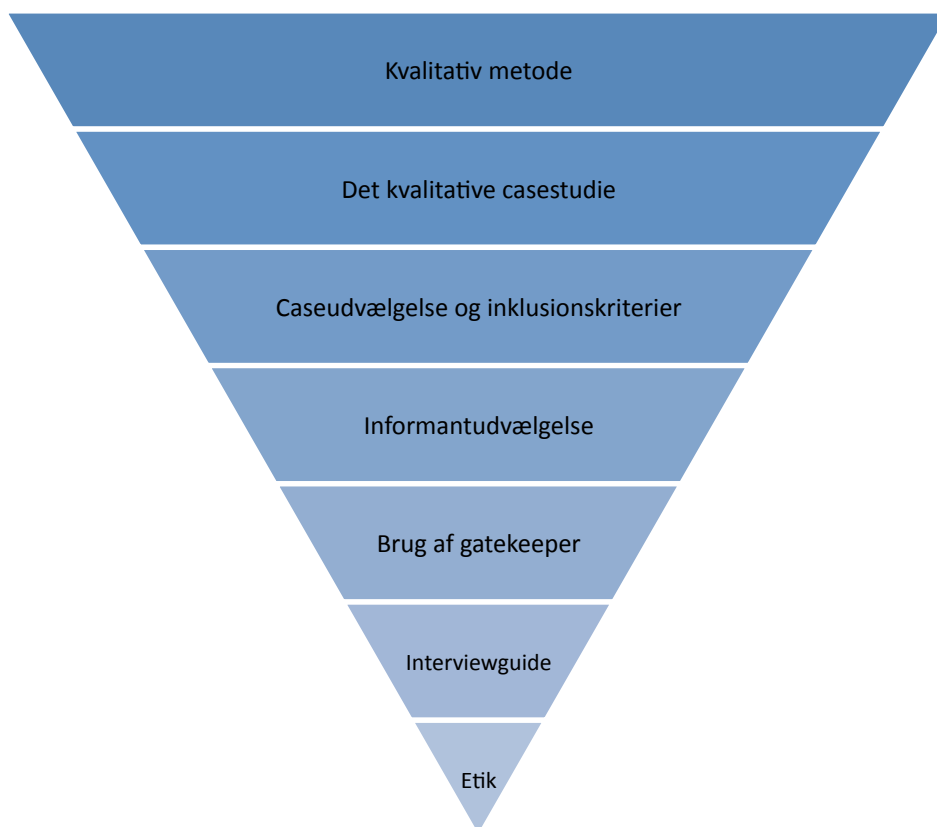 Kvalitativ metode
Det kvalitative casestudie
Caseudvælgelse og inklusionskriterier
Informantudvælgelse
Brug af gatekeeper
Interviewguide
Etik